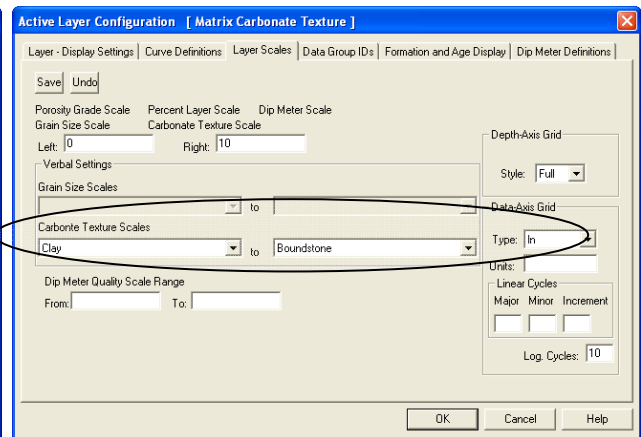 Active Layer Configuration [ Matrix Carbonate Texture ]
Layer - Display Settings Curve Definitions Layer Scales Data Group IDs Formation and Age Display Dip Meter Definitions
Save Undo
Porosity Grade Scale Percent Layer Scale Dip Meter Scale
Grain Size Scale Carbonate Texture Scale
Left: 0 Right: 10
Verbal Settings
Grain Size Scales
to
Carbonte Texture Scales
Clay to Boundstone
Dip Meter Quality Scale Range
From: To:
Depth-Axis Grid
Style: Full
Data-Axis Grid
Type: In
Units:
Linear Cycles
Major Minor Increment
Log. Cycles: 10
OK Cancel Help